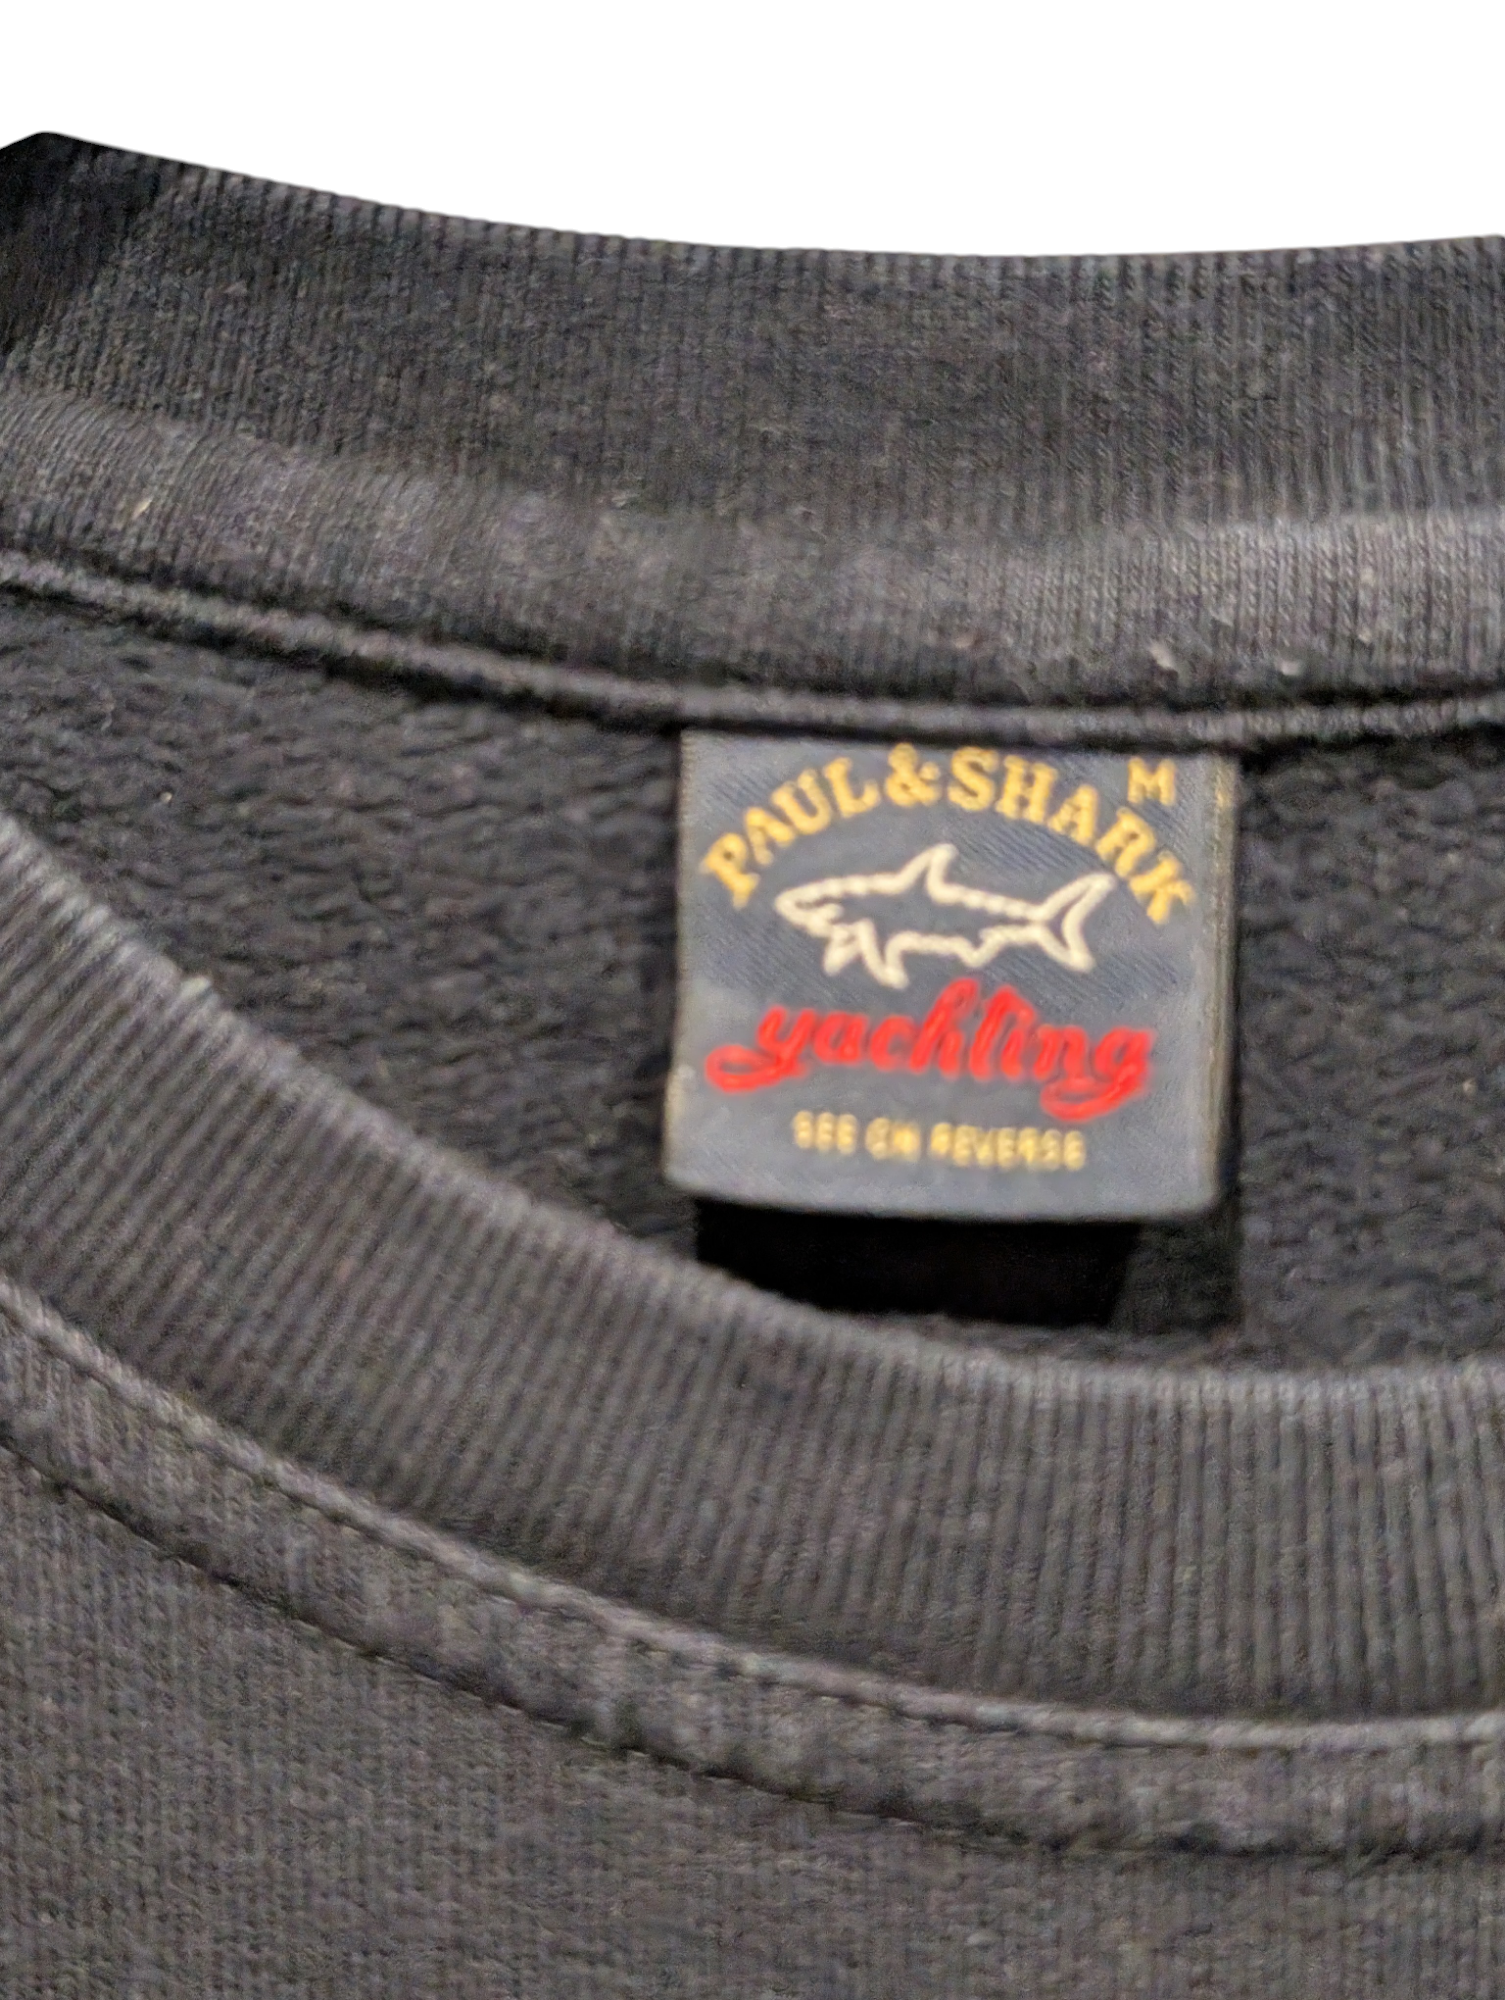 M
PAUL & SHARK
yachting
SEE ON REVERSE